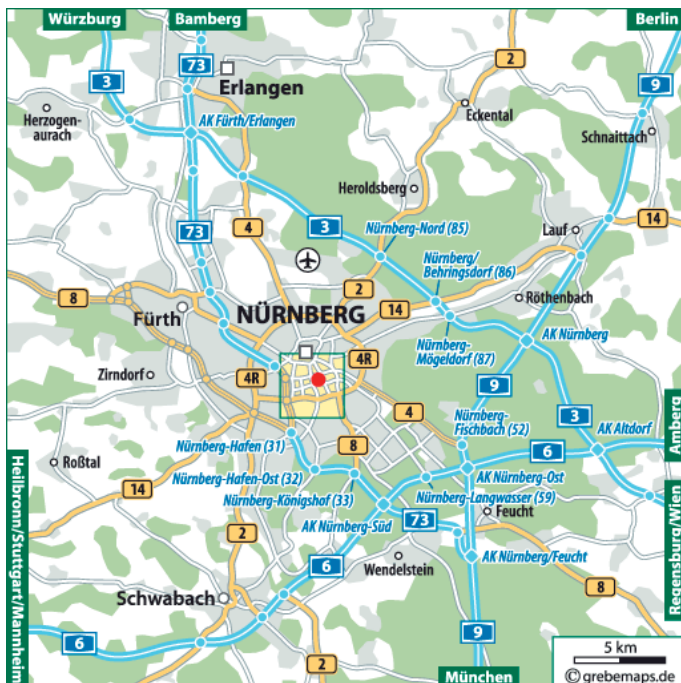 Würzburg
Bamberg
Berlin
73
2
3
9
Erlangen
Herzogen-
aurach
AK Fürth/Erlangen
Eckental
Schnaittach
Heroldsberg
73
4
3
Nürnberg-Nord (85)
Lauf
14
Nürnberg/
Behringsdorf (86)
8
2
14
Röthenbach
Fürth
NÜRNBERG
Nürnberg-
Mögeldorf (87)
AK Nürnberg
Zirndorf
4R
4R
9
4
3
Nürnberg-
Fischbach (52)
AK Altdorf
Amberg
Nürnberg-Hafen (31)
8
6
Roßtal
Nürnberg-Hafen-Ost (32)
AK Nürnberg-Ost
14
Nürnberg-Königshof (33)
Nürnberg-Langwasser (59)
Feucht
AK Nürnberg-Süd
73
2
6
Wendelstein
AK Nürnberg/Feucht
8
Schwabach
Heilbronn/Stuttgart/Mannheim
Regensburg/Wien
6
9
2
München
5 km
© grebemaps.de